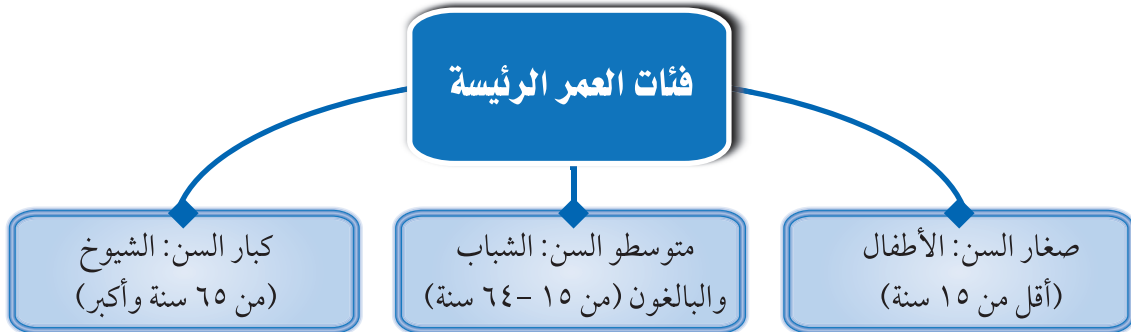 فئات العمر الرئيسة
صغار السن: الأطفال
(أقل من ١٥ سنة)
متوسطو السن: الشباب
والبالغون (من ١٥ – ٦٤ سنة)
كبار السن: الشيوخ
(من ٦٥ سنة وأكبر)